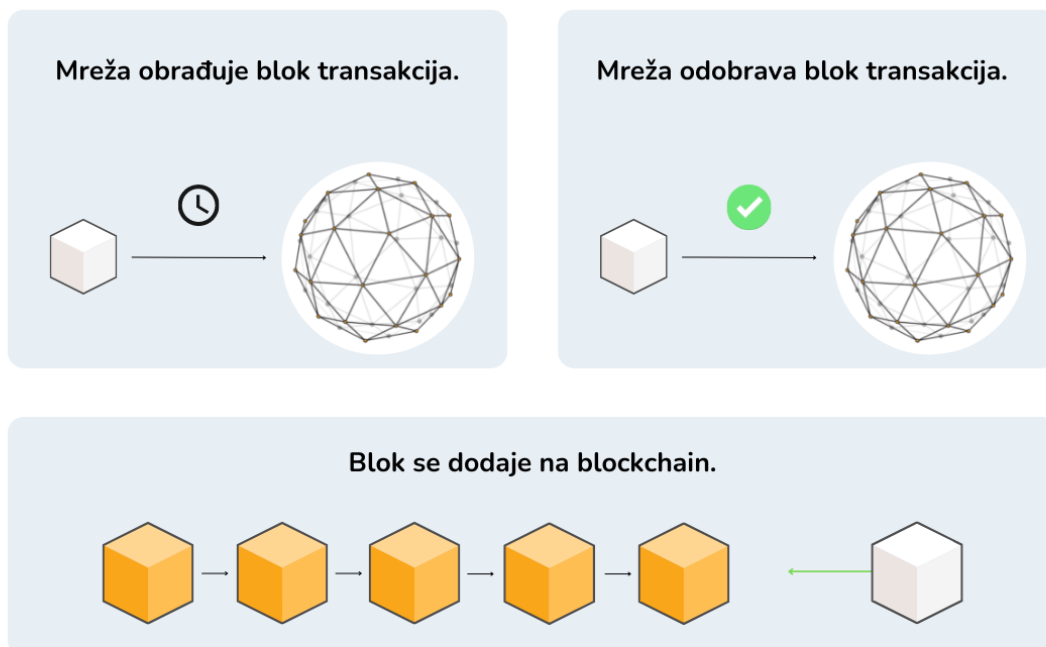 Mreža obrađuje blok transakcija.
Mreža odobrava blok transakcija.
Blok se dodaje na blockchain.